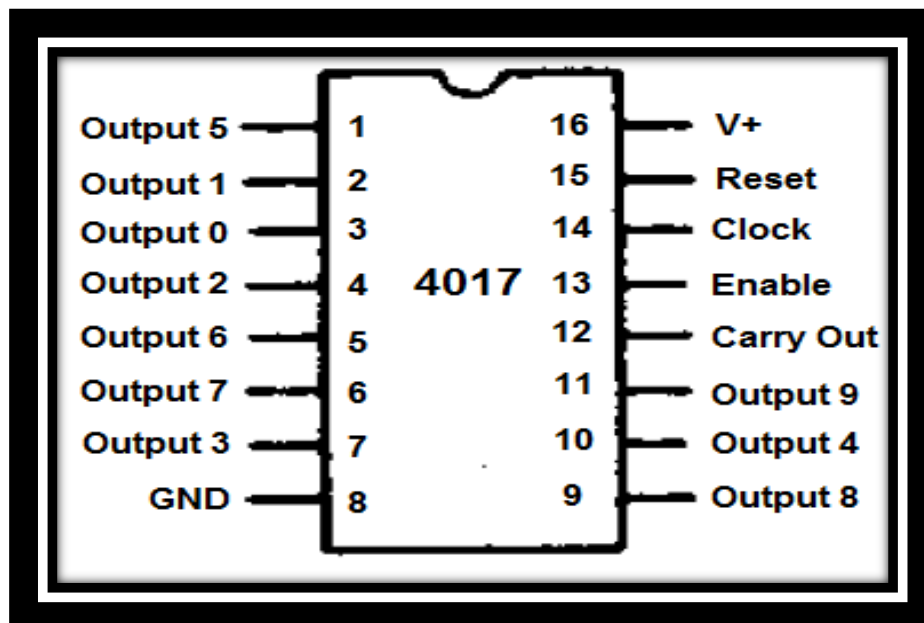 Output 5 1 16 V+
Output 1 2 15 Reset
Output 0 3 14 Clock
Output 2 4 4017 13 Enable
Output 6 5 12 Carry Out
Output 7 6 11 Output 9
Output 3 7 10 Output 4
GND 8 9 Output 8